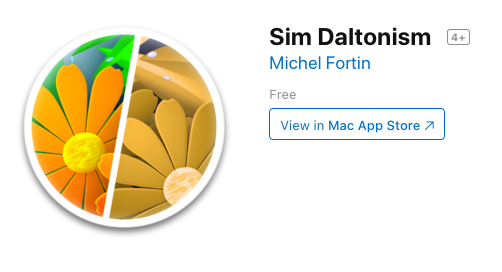 Sim Daltonism 4+
Michel Fortin
Free
View in Mac App Store ↗